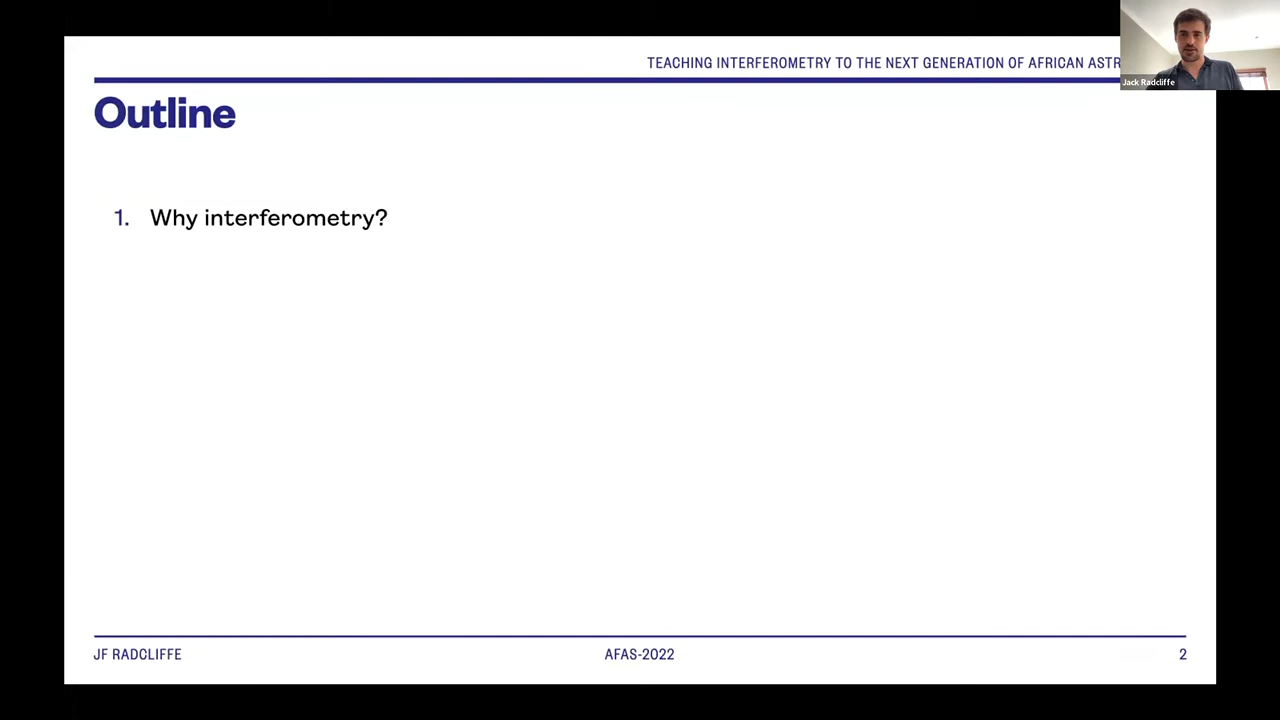 TEACHING INTERFEROMETRY TO THE NEXT GENERATION OF AFRICAN
Jack Radcliffe
Outline
1. Why interferometry?
JF RADCLIFFE
AFAS-2022
2